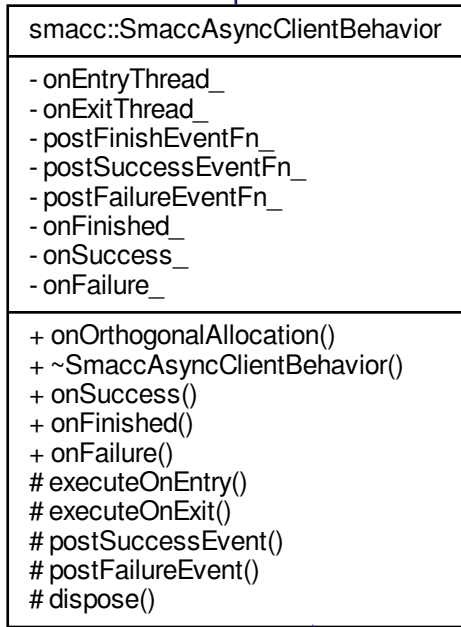 smacc::SmaccAsyncClientBehavior
- onEntryThread_
- onExitThread_
- postFinishEventFn_
- postSuccessEventFn_
- postFailureEventFn_
- onFinished_
- onSuccess_
- onFailure_
+ onOrthogonalAllocation()
+ ~SmaccAsyncClientBehavior()
+ onSuccess()
+ onFinished()
+ onFailure()
# executeOnEntry()
# executeOnExit()
# postSuccessEvent()
# postFailureEvent()
# dispose()